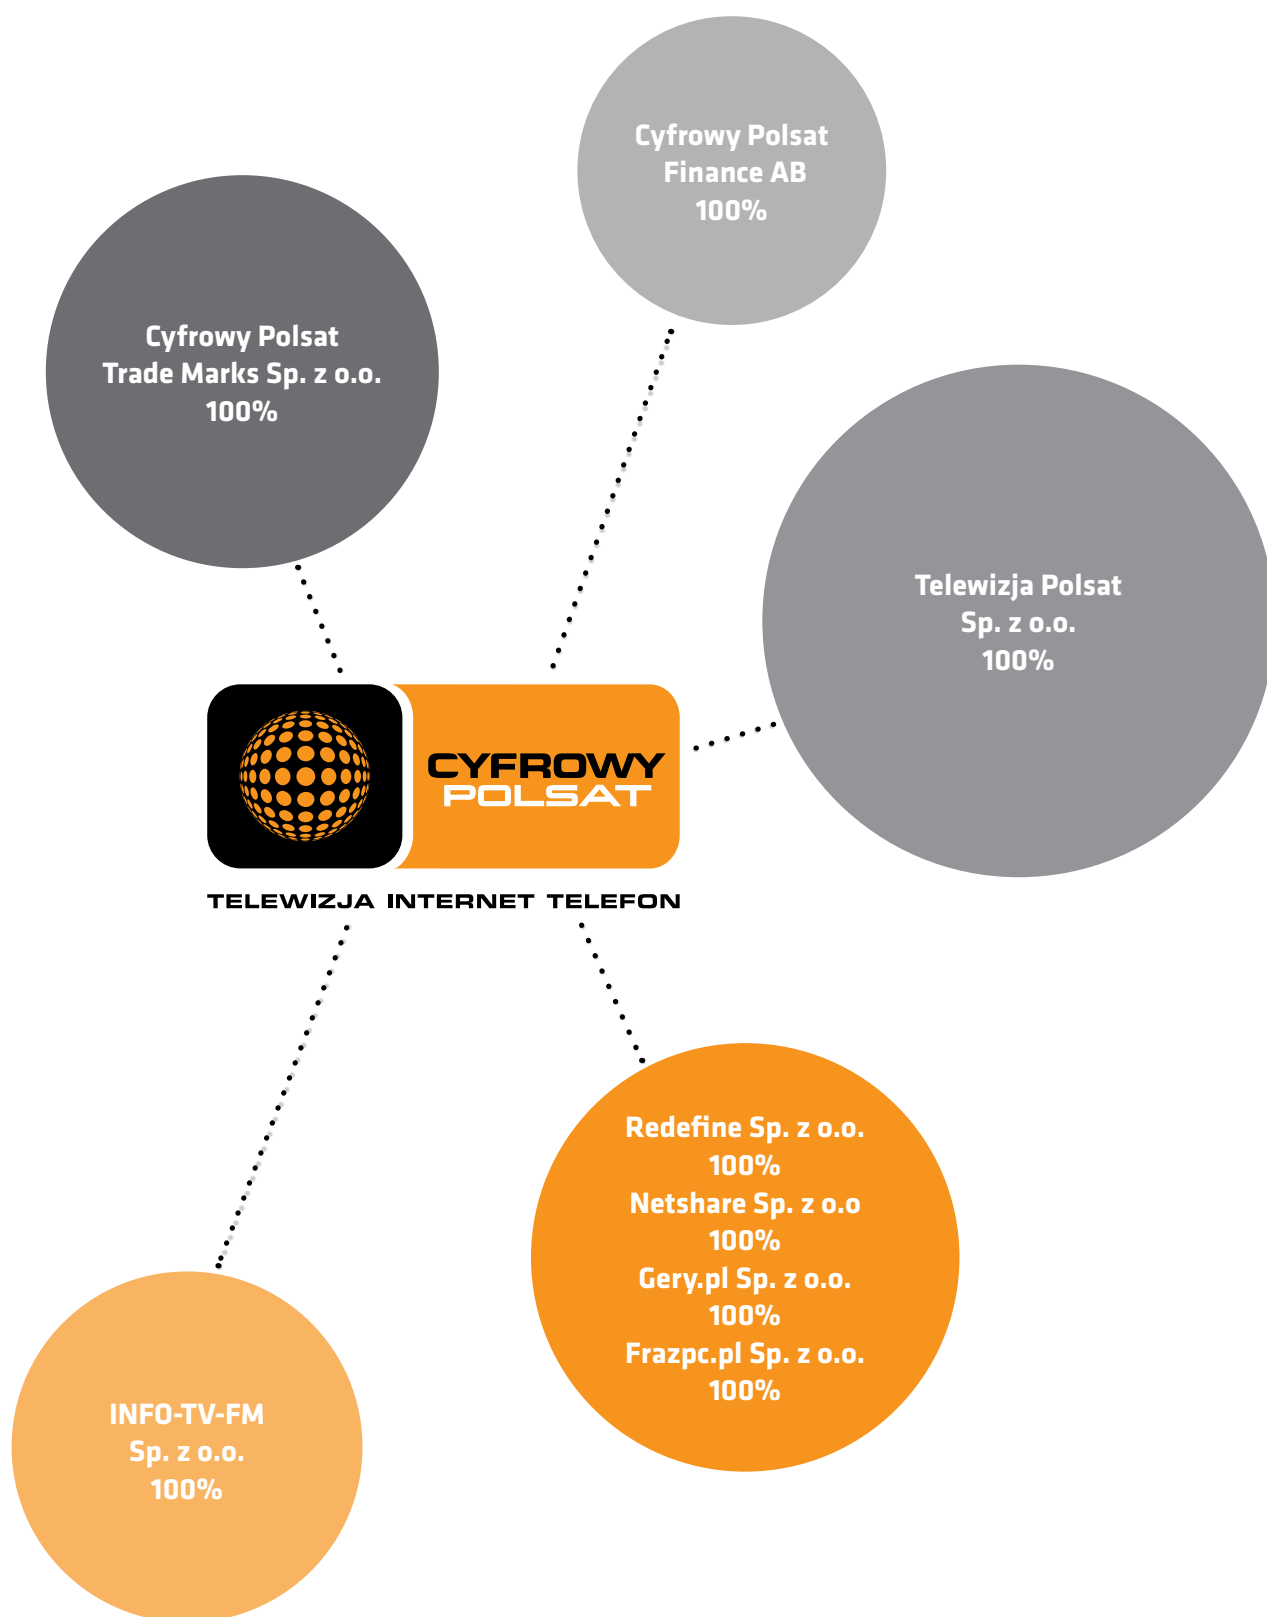 Cyfrowy Polsat
Finance AB
100%
Cyfrowy Polsat
Trade Marks Sp. z o.o.
100%
Telewizja Polsat
Sp. z o.o.
100%
CYFROWY
POLSAT
TELEWIZJA INTERNET TELEFON
Redefine Sp. z o.o.
100%
Netshare Sp. z o.o
100%
Gery.pl Sp. z o.o.
100%
Frazpc.pl Sp. z o.o.
100%
INFO-TV-FM
Sp. z o.o.
100%